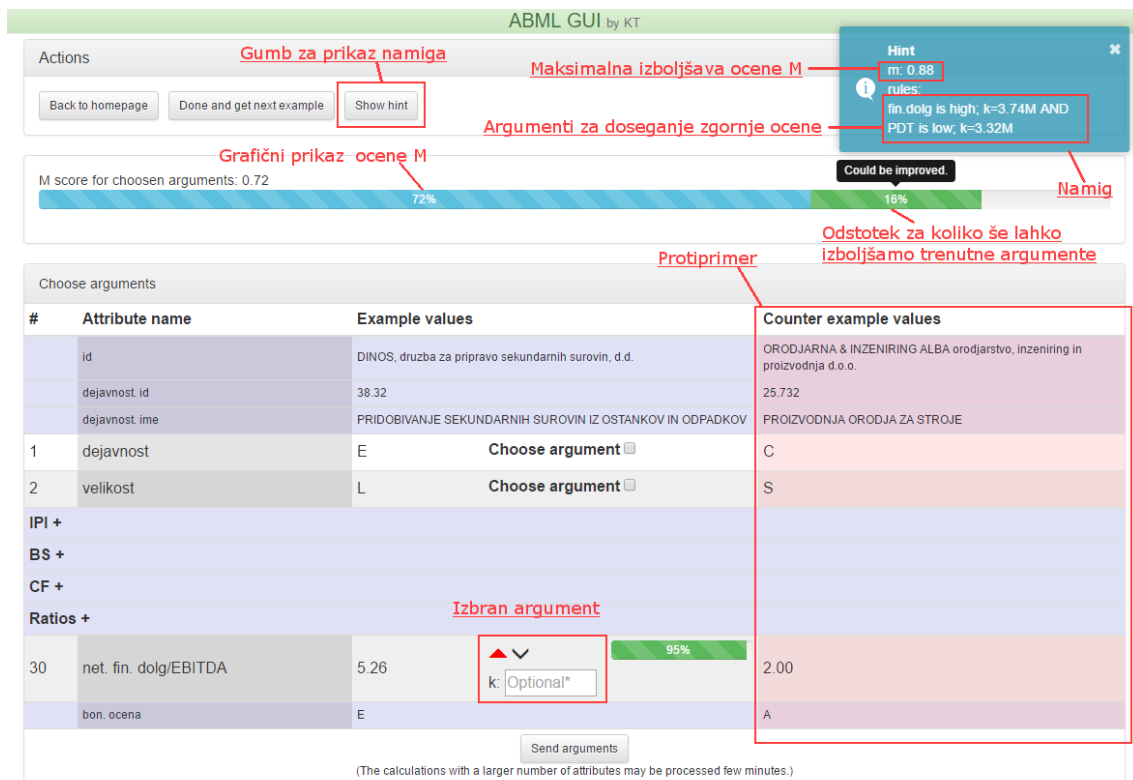 ABML GUI by KT
Actions
Gumb za prikaz namiga
Back to homepage
Done and get next example
Show hint
Maksimalna izboljšava ocene M
Hint
m: 0.88
rules:
fin.dolg is high; k=3.74M AND
PDT is low; k=3.32M
Argumenti za doseganje zgornje ocene
Namig
Grafični prikaz ocene M
M score for choosen arguments: 0.72
72%
Could be improved.
16%
Odstotek za koliko še lahko
izboljšamo trenutne argumente
Protiprimer
Choose arguments
# Attribute name Example values Counter example values
id DINOS, druzba za pripravo sekundarnih surovin, d.d. ORODJARNA & INZENIRING ALBA orodjarstvo, inzeniring in
proizvodnja d.o.o.
dejavnost. id 38.32 25.732
dejavnost. ime PRIDOBIVANJE SEKUNDARNIH SUROVIN IZ OSTANKOV IN ODPADKOV PROIZVODNJA ORODJA ZA STROJE
1 dejavnost E Choose argument C
2 velikost L Choose argument S
IPI +
BS +
CF +
Ratios +
Izbran argument
30 net. fin. dolg/EBITDA 5.26 95% 2.00
k: Optional*
bon. ocena E A
Send arguments
(The calculations with a larger number of attributes may be processed few minutes.)